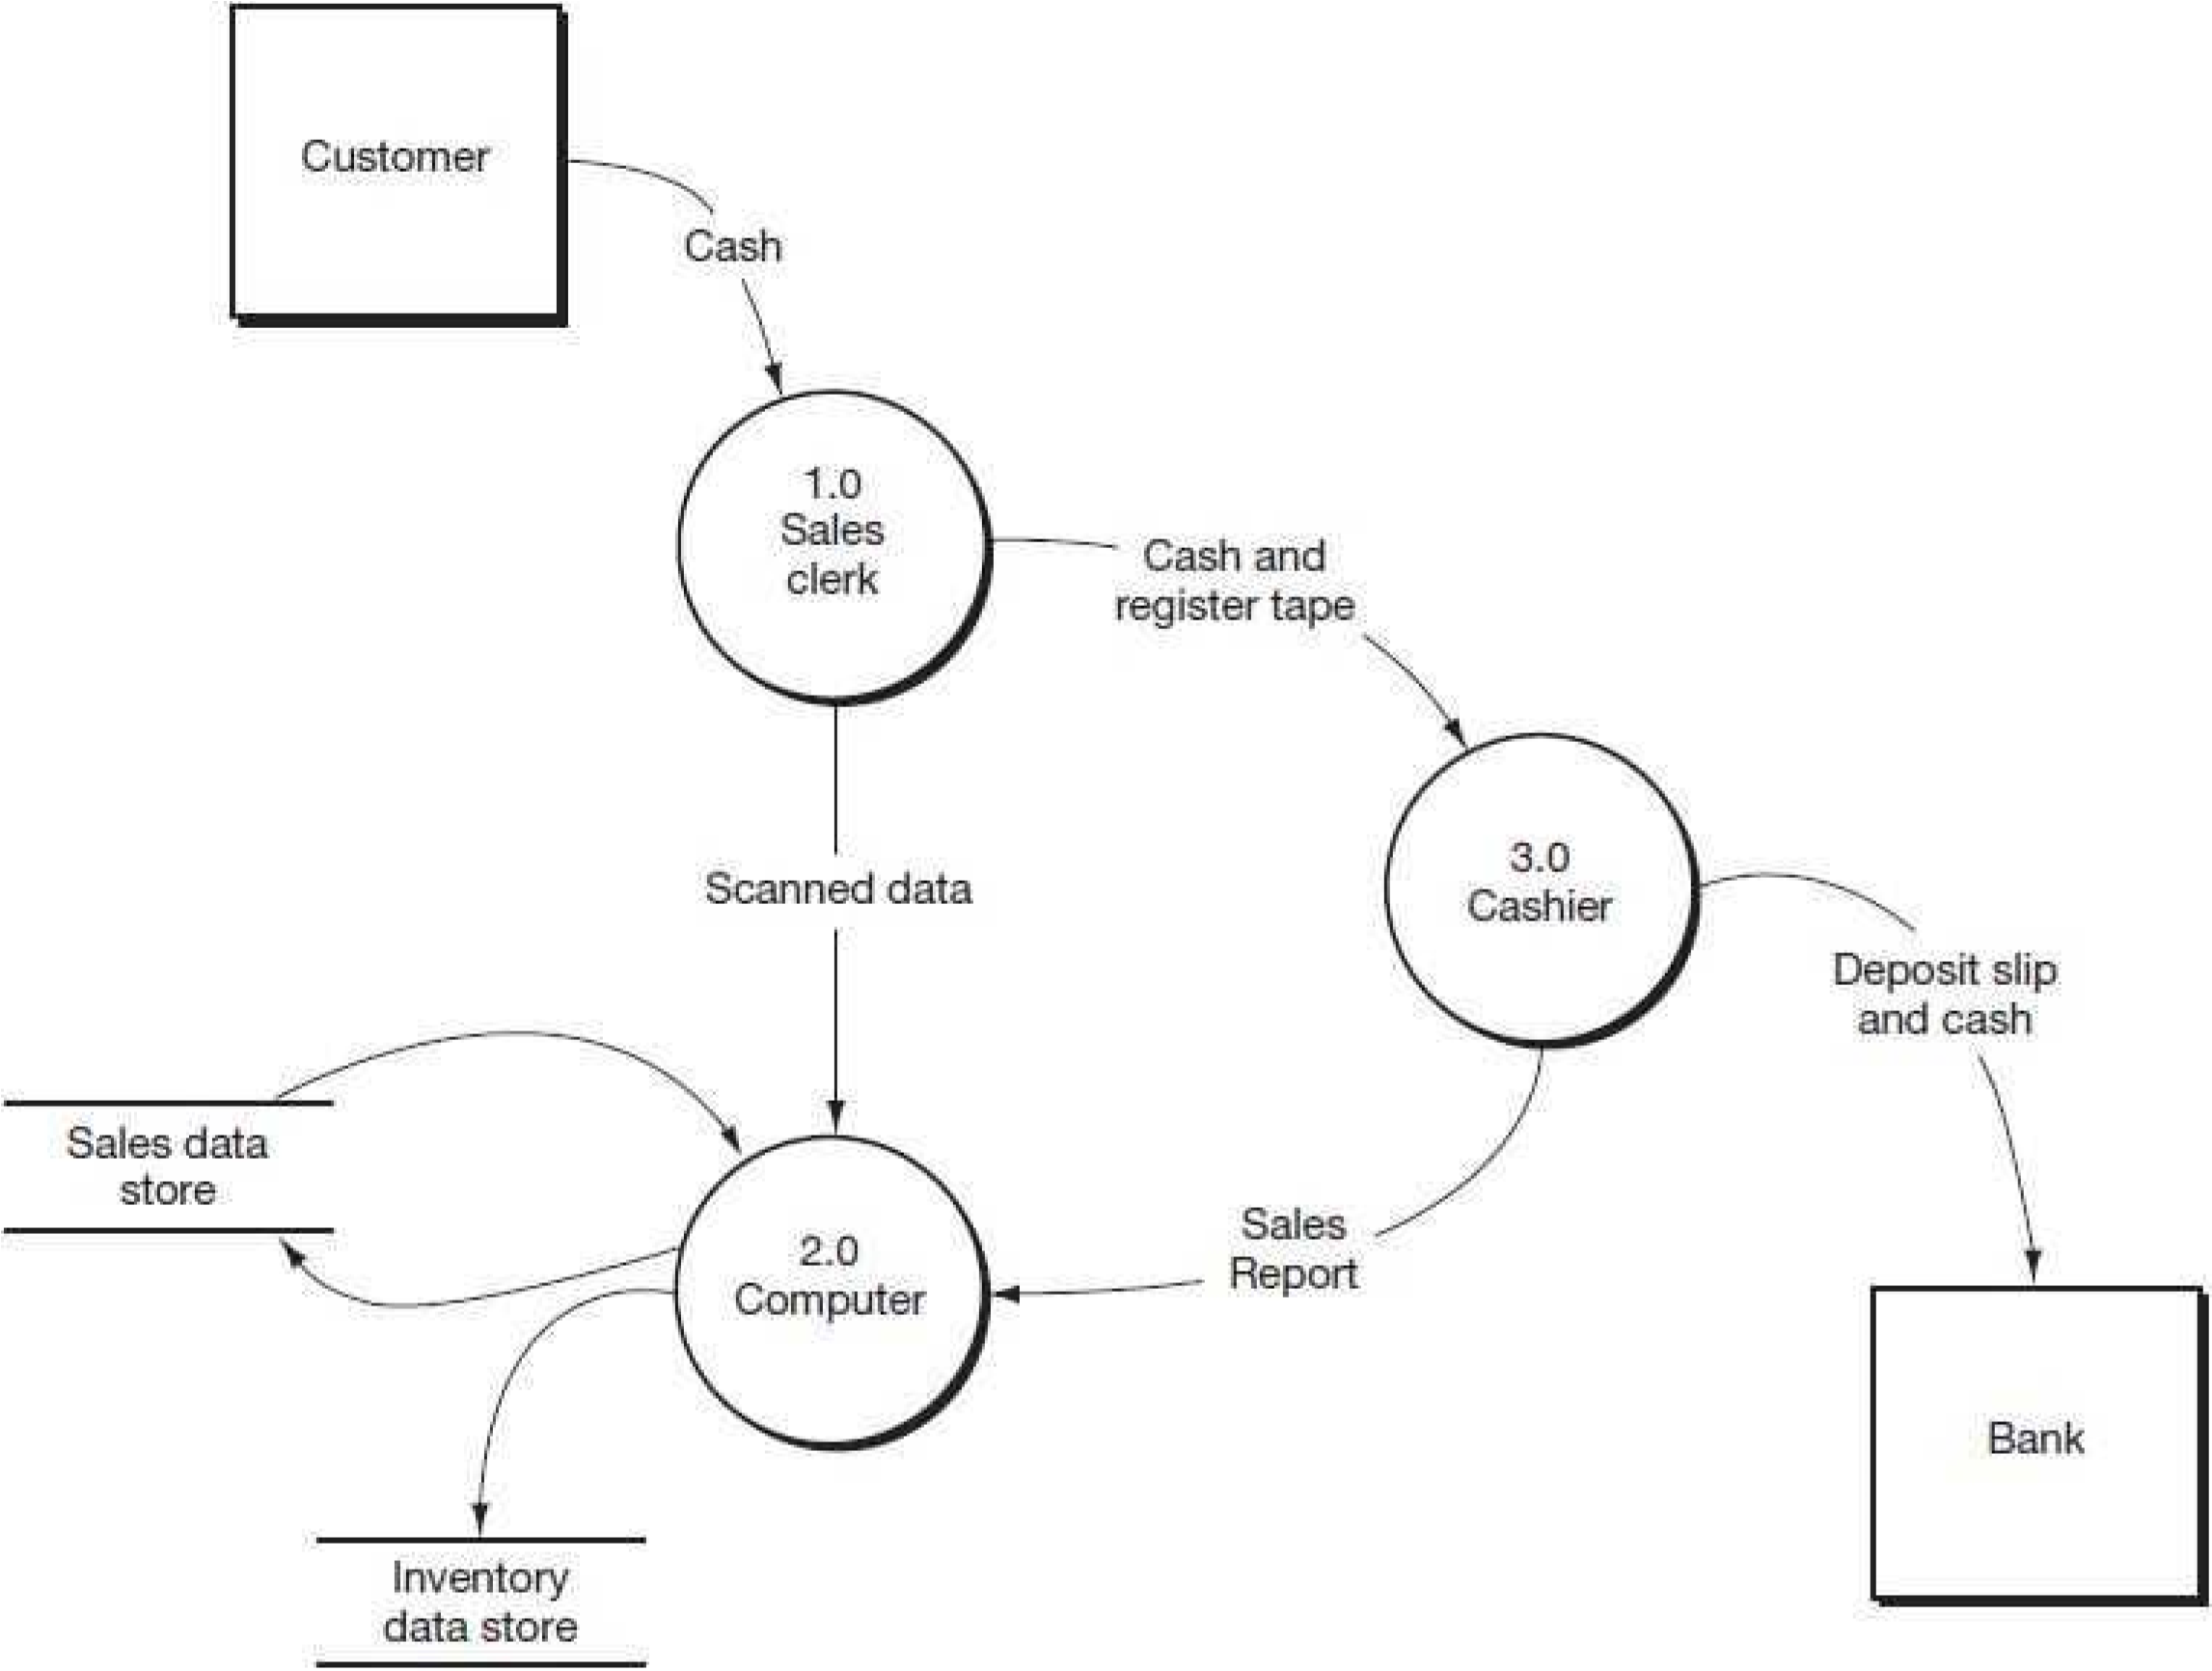 Customer
Cash
1.0
Sales
clerk
Cash and
register tape
3.0
Cashier
Scanned data
Deposit slip
and cash
Sales data
store
2.0
Computer
Sales
Report
Bank
Inventory
data store